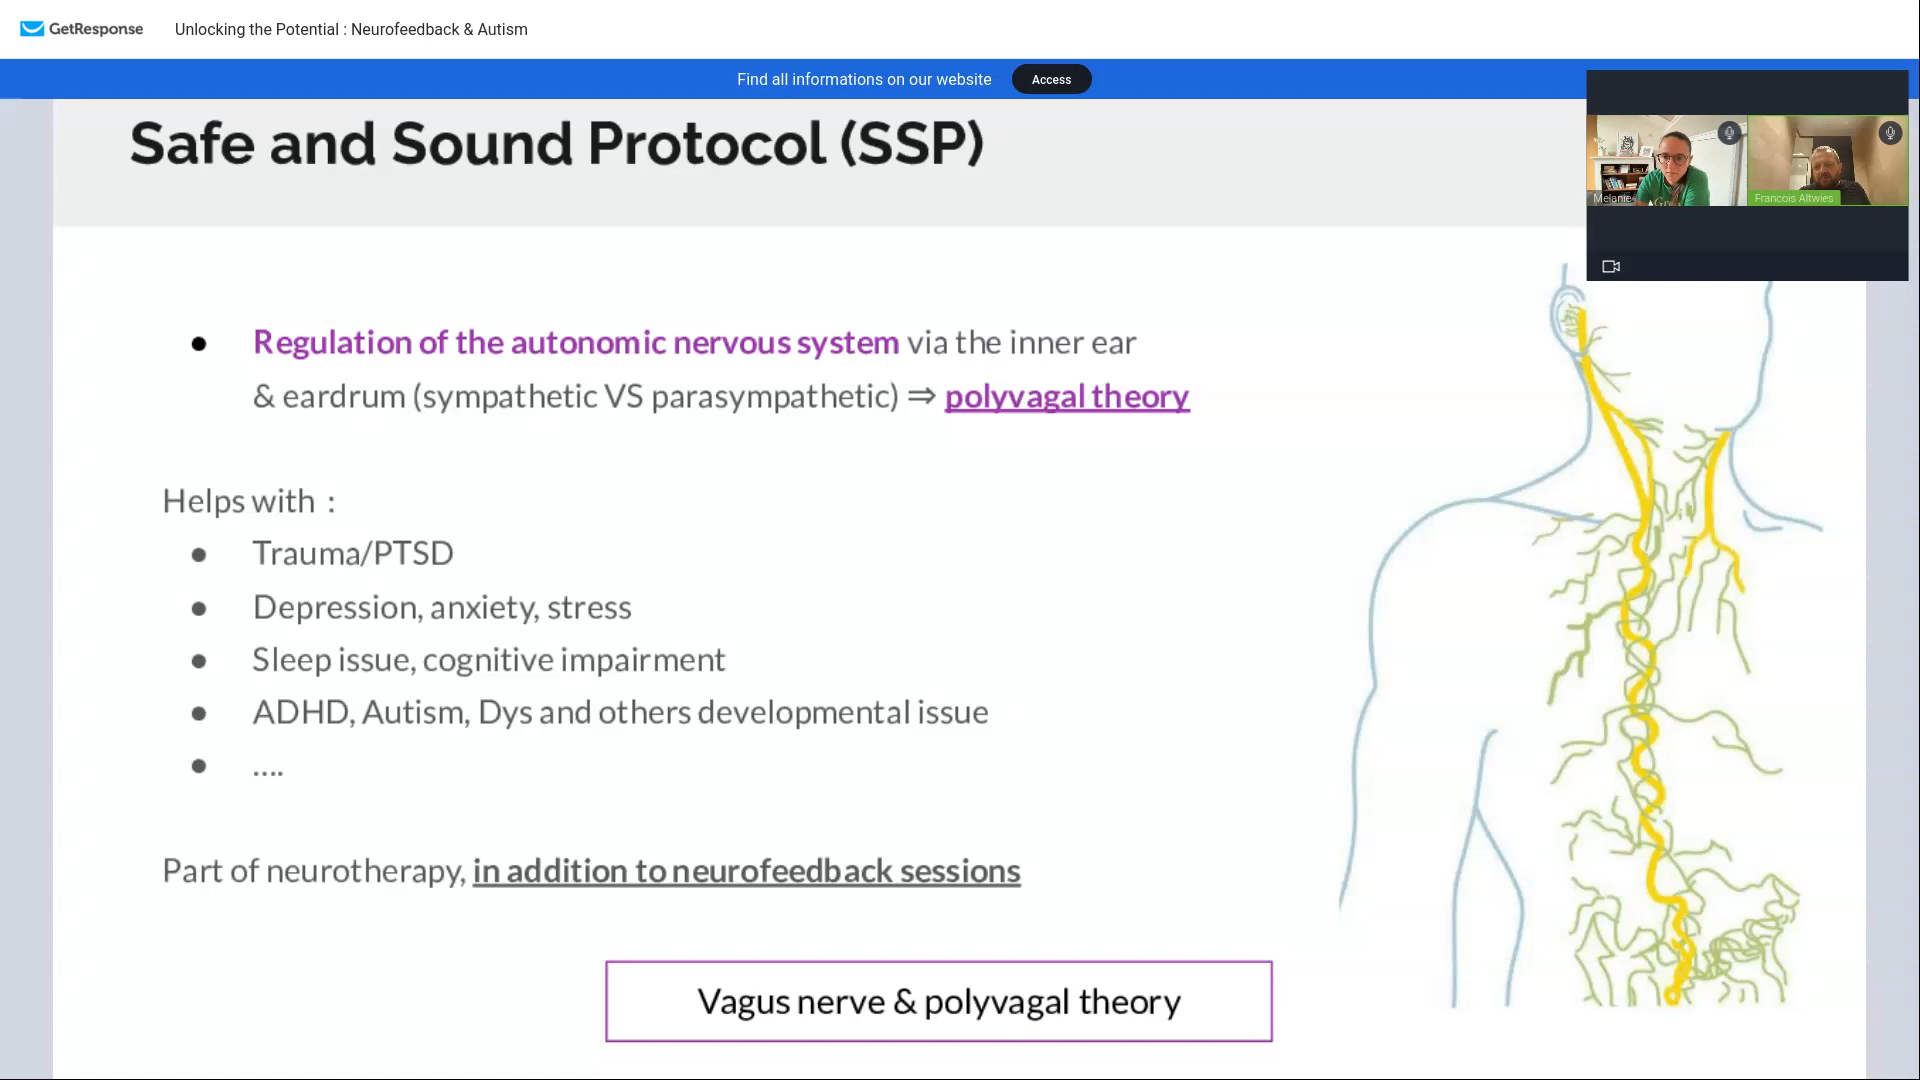 GetResponse
Unlocking the Potential : Neurofeedback & Autism
Find all informations on our website
Access
Safe and Sound Protocol (SSP)
Melanie
Francois Altwies
● Regulation of the autonomic nervous system via the inner ear
& eardrum (sympathetic VS parasympathetic) ⇒ polyvagal theory
Helps with :
● Trauma/PTSD
● Depression, anxiety, stress
● Sleep issue, cognitive impairment
● ADHD, Autism, Dys and others developmental issue
● ....
Part of neurotherapy, in addition to neurofeedback sessions
Vagus nerve & polyvagal theory